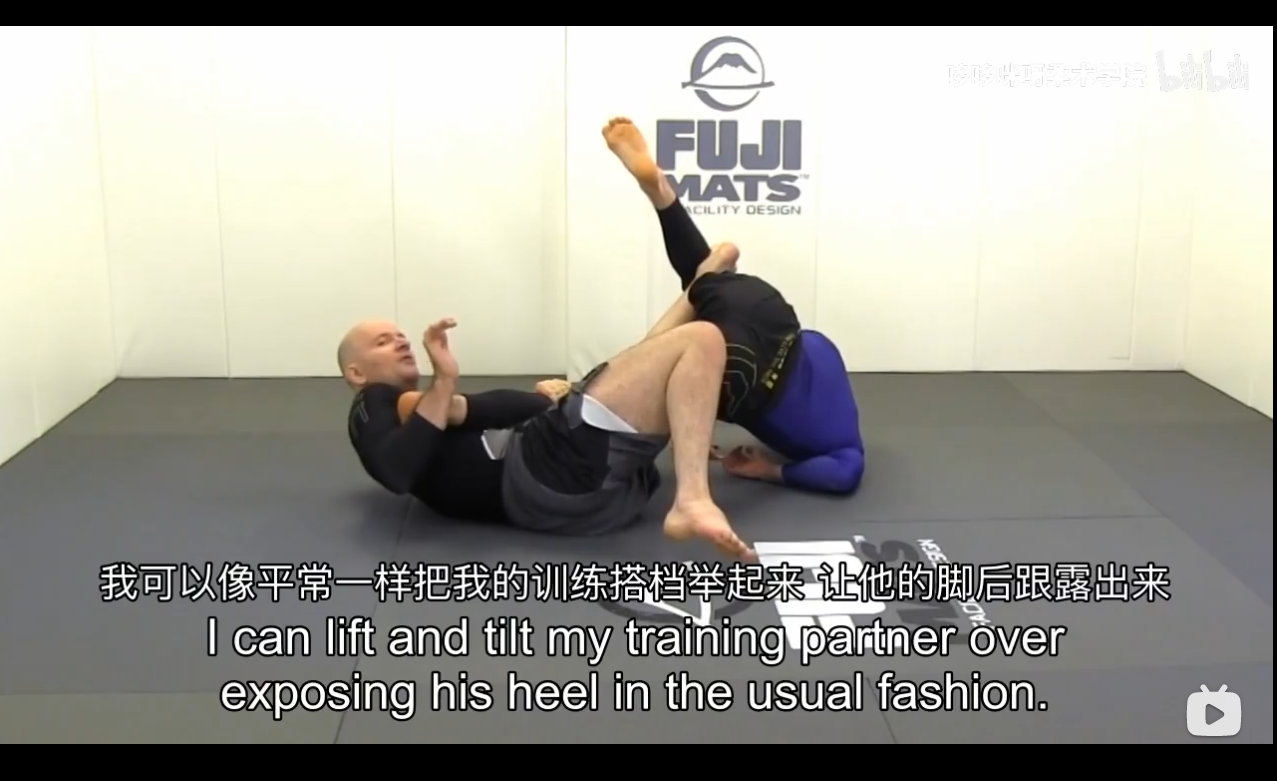 bilibili
FUJI
MATS
FACILITY DESIGN
我可以像平常一样把我的训练搭档举起来 让他的脚后跟露出来
I can lift and tilt my training partner over
exposing his heel in the usual fashion.